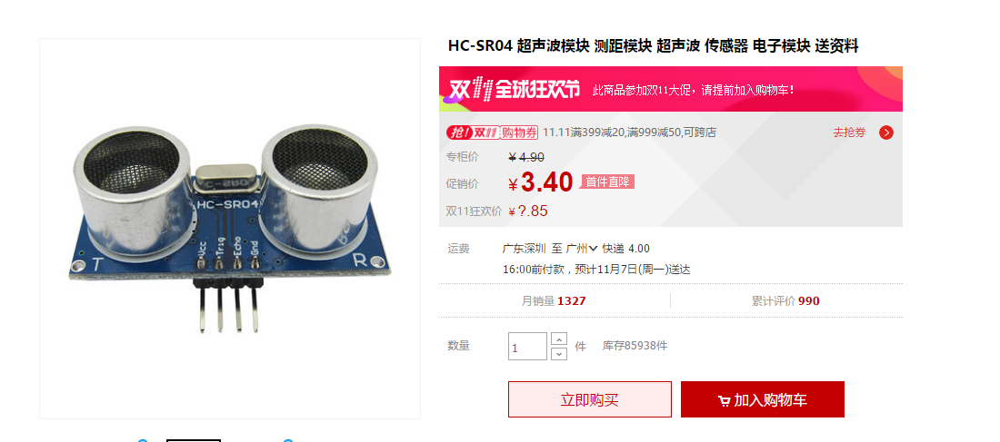 HC-SR04 超声波模块 测距模块 超声波 传感器 电子模块 送资料
双11全球狂欢节 此商品参加双11大促，请提前加入购物车!
抢! 双11 购物券 11.11满399减20,满999减50,可跨店 去抢券
专柜价 ¥ 4.90
促销价 ¥ 3.40 首件直降
双11狂欢价 ¥ ?.85
运费 广东深圳 至 广州 快递 4.00
16:00前付款，预计11月7日(周一)送达
月销量 1327 累计评价 990
数量 1 件 库存85938件
立即购买 加入购物车
HC-SR04
Vcc
Trig
Echo
Gnd
T
R